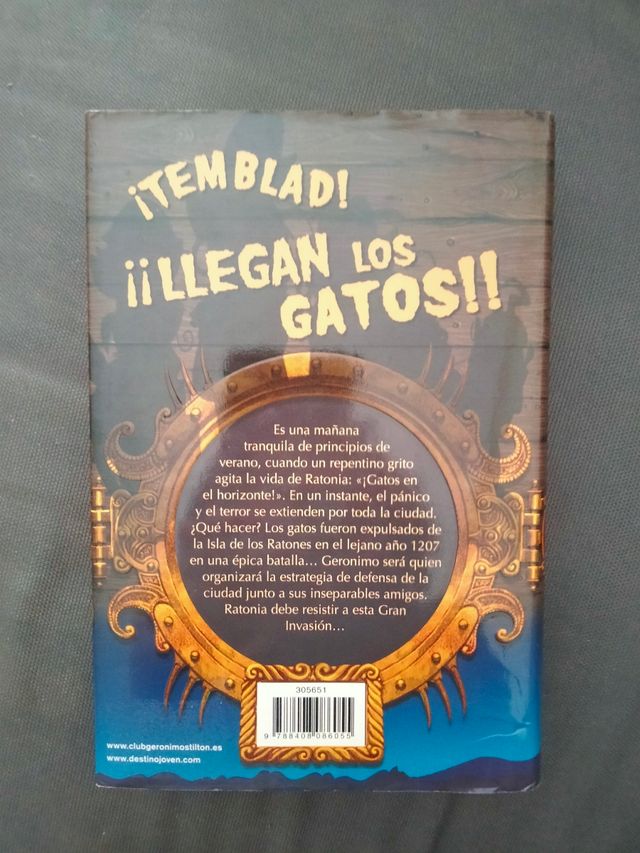 ¡TEMBLAD!
¡¡LLEGAN LOS
GATOS!!
Es una mañana
tranquila de principios de
verano, cuando un repentino grito
agita la vida de Ratonia: «¡Gatos en
el horizonte!». En un instante, el pánico
y el terror se extienden por toda la ciudad.
¿Qué hacer? Los gatos fueron expulsados de
la Isla de los Ratones en el lejano año 1207
en una épica batalla... Geronimo será quien
organizará la estrategia de defensa de la
ciudad junto a sus inseparables amigos.
Ratonia debe resistir a esta Gran
Invasión...
305651
9 788408 086055
www.clubgeronimostilton.es
www.destinojoven.com